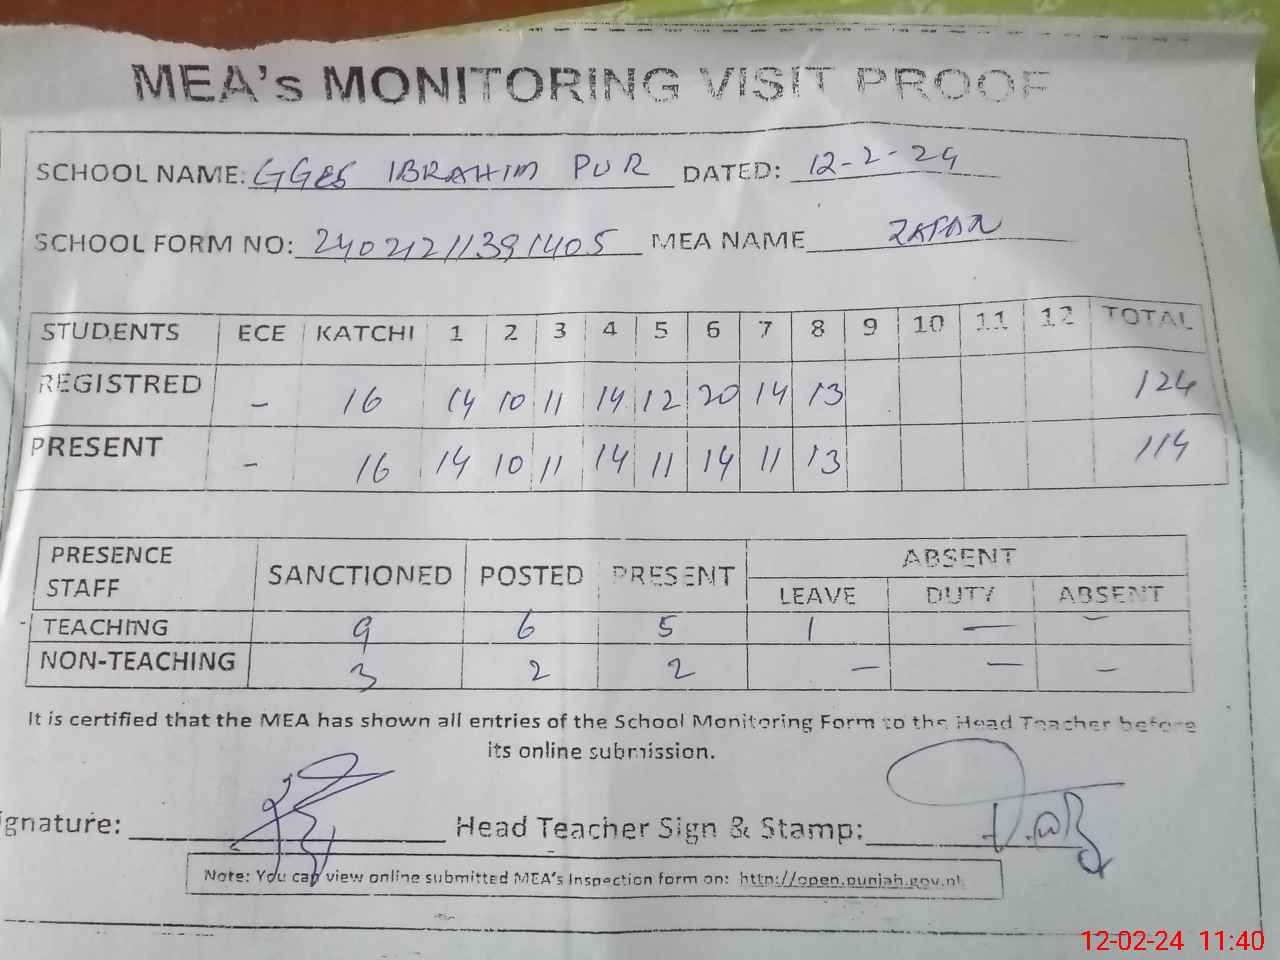 MEA's MONITORING VISIT PROOF
SCHOOL NAME: GGES IBRAHIM PUR DATED: 12-2-24
SCHOOL FORM NO: 2402121139 1405 MEA NAME ZAFAR
STUDENTS ECE KATCHI 1 2 3 4 5 6 7 8 9 10 11 12 TOTAL
REGISTRED - 16 14 10 11 14 12 20 14 13 124
PRESENT - 16 14 10 11 14 11 14 11 13 114
PRESENCE STAFF SANCTIONED POSTED PRESENT ABSENT
LEAVE DUTY ABSENT
TEACHING 9 6 5 1 — —
NON-TEACHING 3 2 2 — — —
It is certified that the MEA has shown all entries of the School Monitoring Form to the Head Teacher before
its online submission.
ignature: Head Teacher Sign & Stamp:
Note: You can view online submitted MEA's Inspection form on: http://open.punjab.gov.pk
12-02-24 11:40